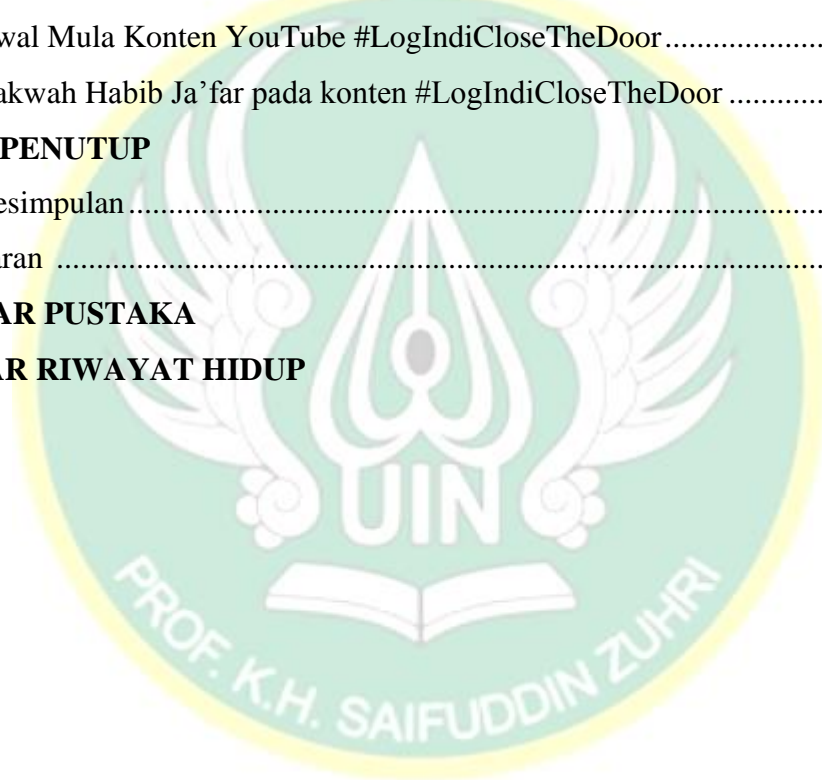 wal Mula Konten YouTube #LogIndiCloseTheDoor....................
akwah Habib Ja’far pada konten #LogIndiCloseTheDoor ............
PENUTUP
esimpulan.........................................................................
aran .................................................................................
AR PUSTAKA
AR RIWAYAT HIDUP
UIN
PROF. K.H. SAIFUDDIN ZUHRI